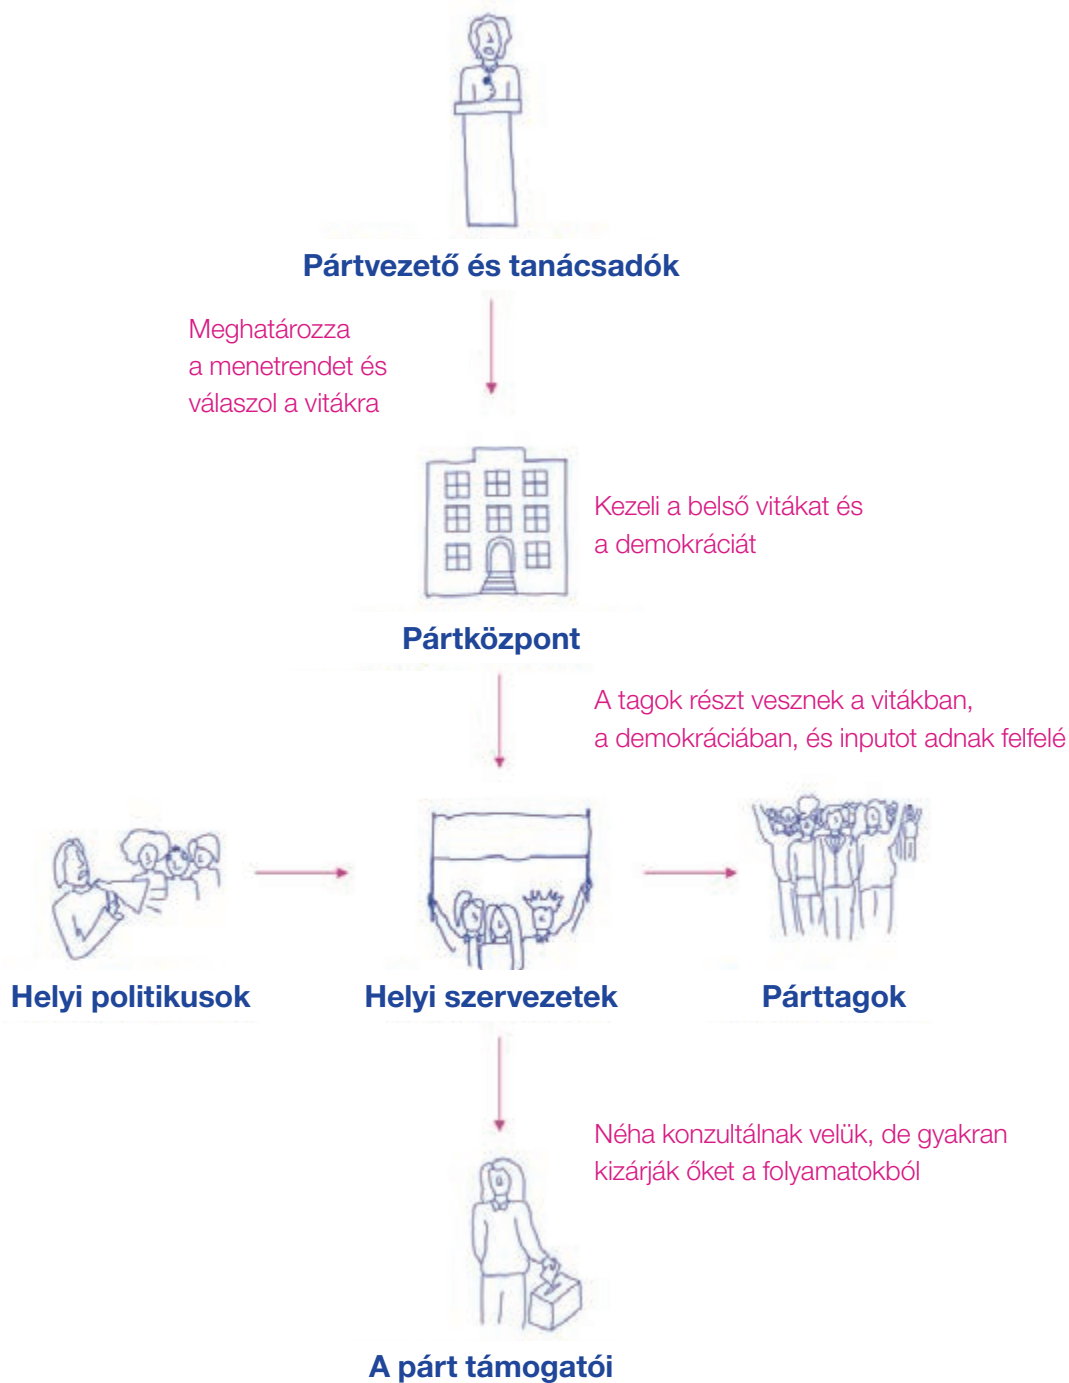 Pártvezető és tanácsadók
Meghatározza
a menetrendet és
válaszol a vitákra
Kezeli a belső vitákat és
a demokráciát
Pártközpont
A tagok részt vesznek a vitákban,
a demokráciában, és inputot adnak felfelé
Helyi politikusok
Helyi szervezetek
Párttagok
Néha konzultálnak velük, de gyakran
kizárják őket a folyamatokból
A párt támogatói